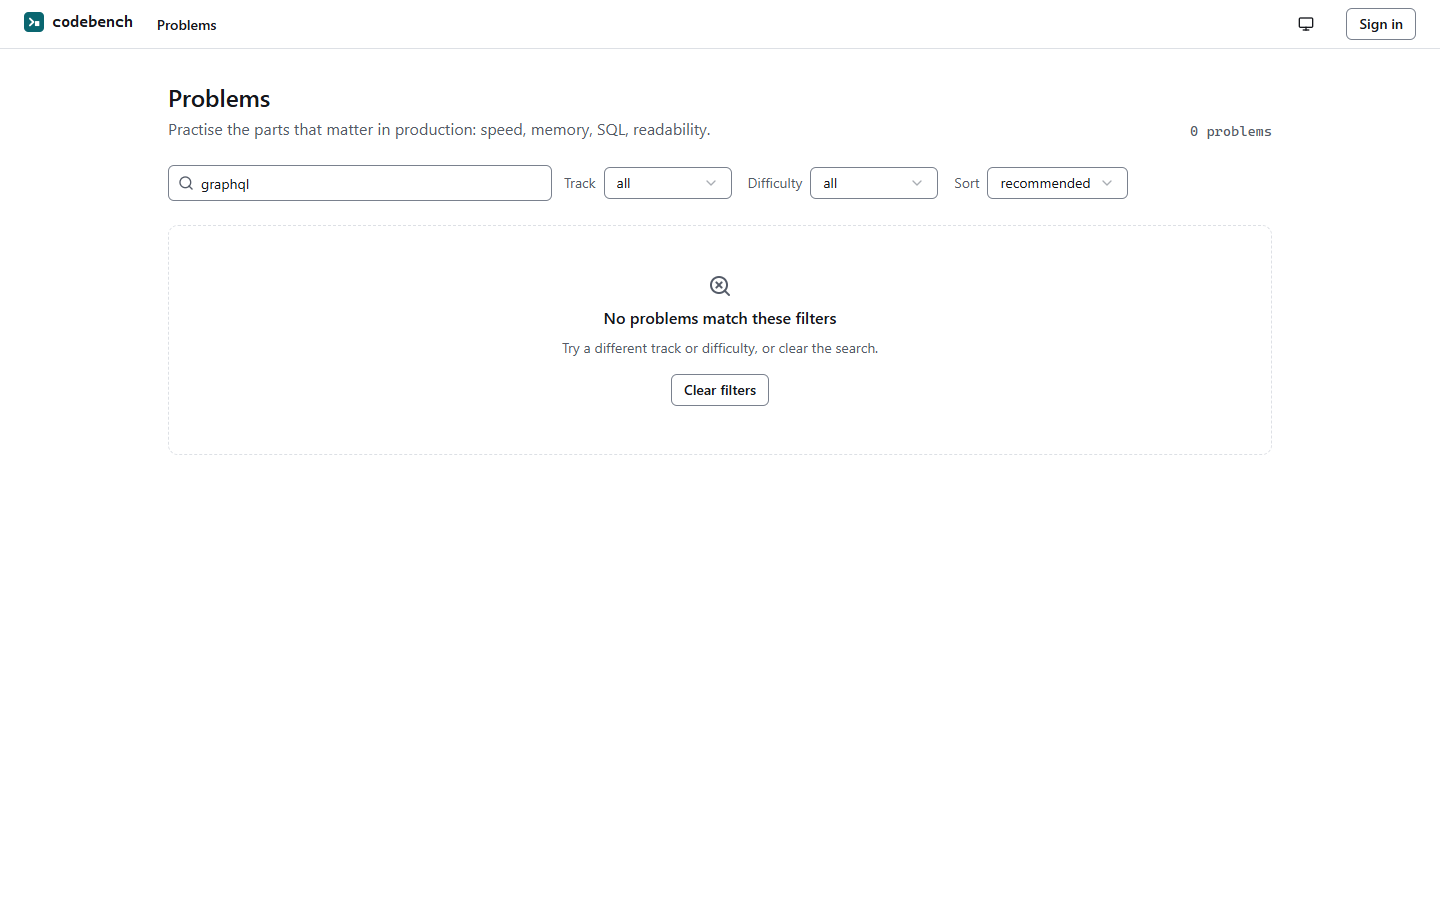 codebench Problems Sign in
Problems
Practise the parts that matter in production: speed, memory, SQL, readability.
0 problems
graphql Track all Difficulty all Sort recommended
No problems match these filters
Try a different track or difficulty, or clear the search.
Clear filters